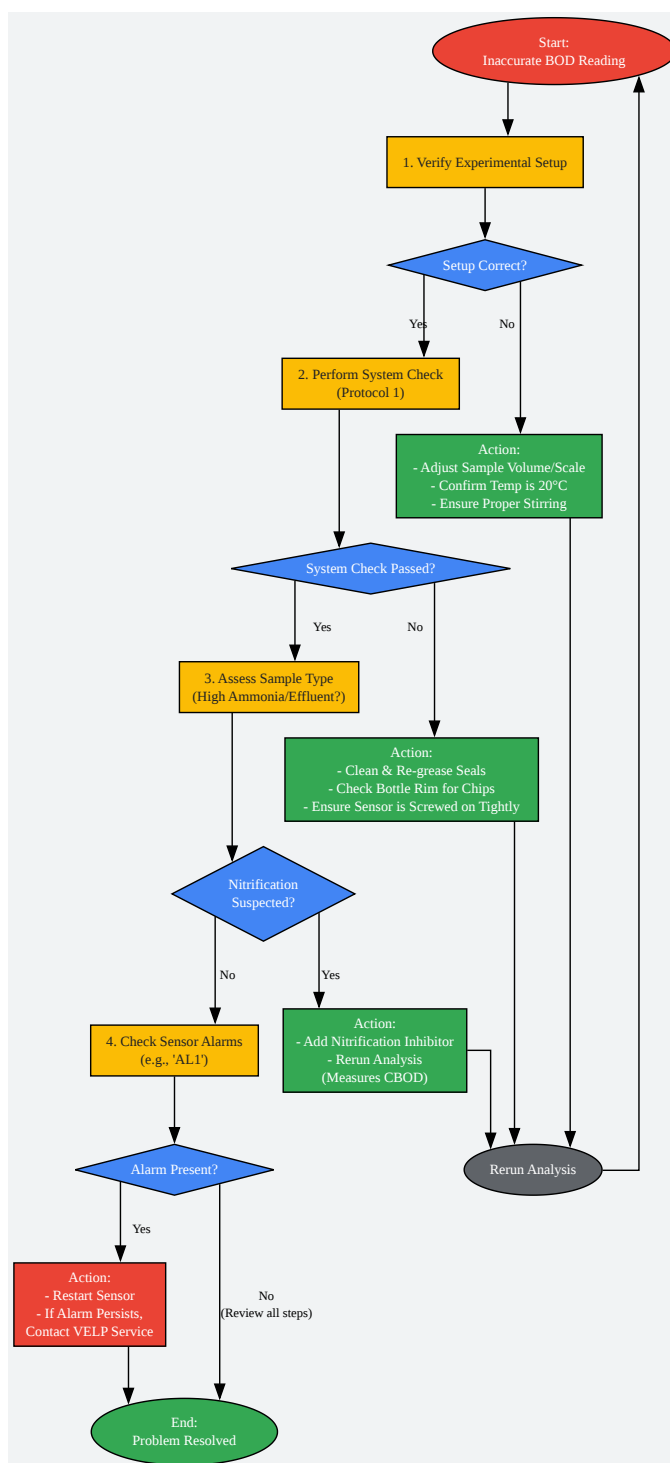 Start:
Inaccurate BOD Reading
1. Verify Experimental Setup
Setup Correct?
Yes
No
2. Perform System Check
(Protocol 1)
Action:
- Adjust Sample Volume/Scale
- Confirm Temp is 20°C
- Ensure Proper Stirring
System Check Passed?
Yes
No
3. Assess Sample Type
(High Ammonia/Effluent?)
Action:
- Clean & Re-grease Seals
- Check Bottle Rim for Chips
- Ensure Sensor is Screwed on Tightly
Nitrification
Suspected?
No
Yes
4. Check Sensor Alarms
(e.g., 'AL1')
Action:
- Add Nitrification Inhibitor
- Rerun Analysis
(Measures CBOD)
Alarm Present?
Rerun Analysis
Yes
No
(Review all steps)
Action:
- Restart Sensor
- If Alarm Persists,
Contact VELP Service
End:
Problem Resolved